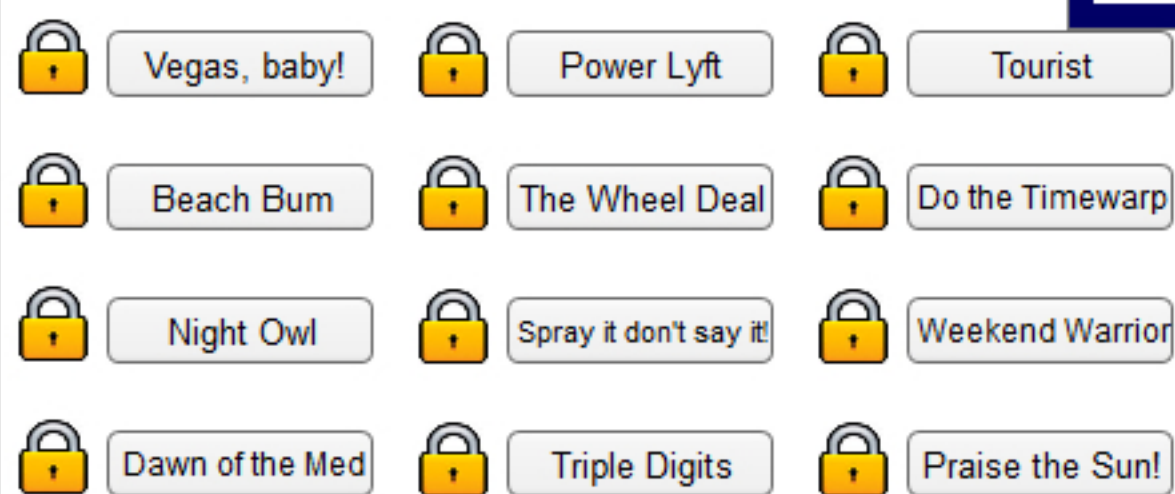 Vegas, baby!
Power Lyft
Tourist
Beach Bum
The Wheel Deal
Do the Timewarp
Night Owl
Spray it don't say it!
Weekend Warrior
Dawn of the Med
Triple Digits
Praise the Sun!